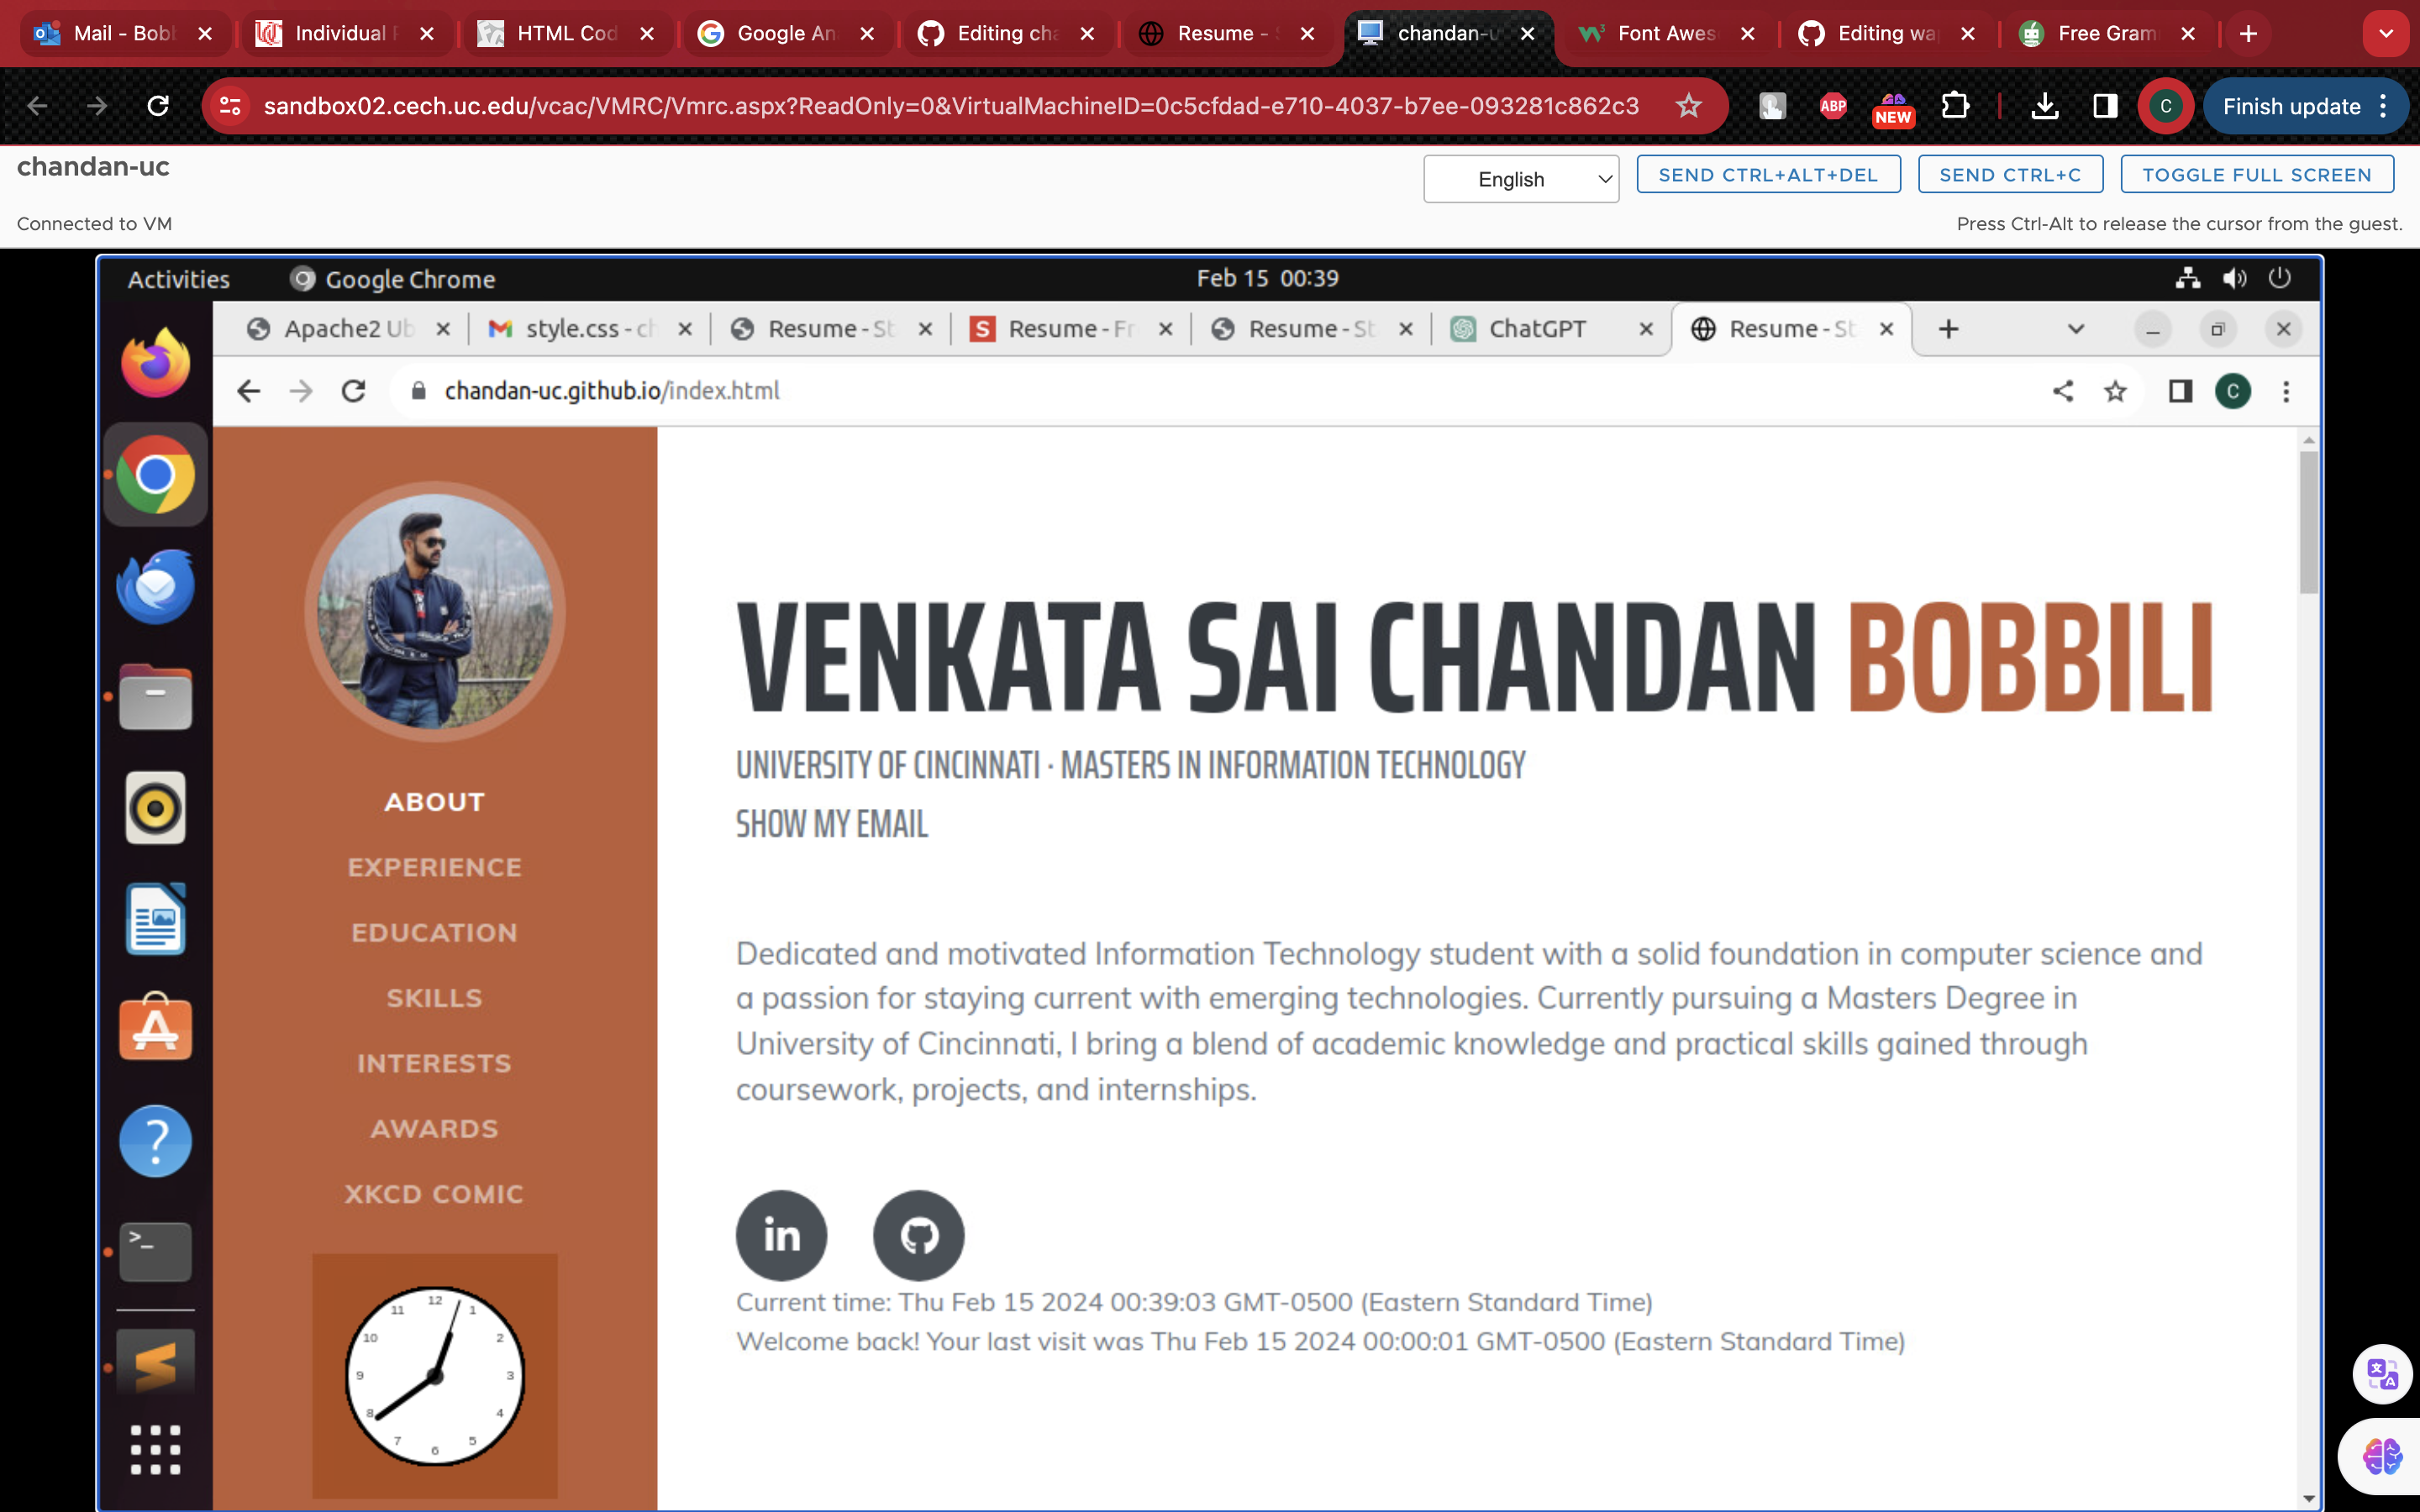 Mail - Bob
Individual
HTML Cod
Google An
Editing cha
Resume -
chandan-u
Font Awes
Editing wa
Free Gram
sandbox02.cech.uc.edu/vcac/VMRC/Vmrc.aspx?ReadOnly=0&VirtualMachineID=0c5cfdad-e710-4037-b7ee-093281c862c3
ABP
NEW
C
Finish update
chandan-uc
English
SEND CTRL+ALT+DEL
SEND CTRL+C
TOGGLE FULL SCREEN
Connected to VM
Press Ctrl-Alt to release the cursor from the guest.
Activities
Google Chrome
Feb 15 00:39
Apache2 Ub
style.css - ch
Resume - St
Resume - Fr
Resume - St
ChatGPT
Resume - St
chandan-uc.github.io/index.html
C
VENKATA SAI CHANDAN BOBBILI
UNIVERSITY OF CINCINNATI · MASTERS IN INFORMATION TECHNOLOGY
SHOW MY EMAIL
ABOUT
EXPERIENCE
EDUCATION
SKILLS
INTERESTS
AWARDS
XKCD COMIC
Dedicated and motivated Information Technology student with a solid foundation in computer science and
a passion for staying current with emerging technologies. Currently pursuing a Masters Degree in
University of Cincinnati, I bring a blend of academic knowledge and practical skills gained through
coursework, projects, and internships.
in
Current time: Thu Feb 15 2024 00:39:03 GMT-0500 (Eastern Standard Time)
Welcome back! Your last visit was Thu Feb 15 2024 00:00:01 GMT-0500 (Eastern Standard Time)
12
1
2
3
4
5
6
7
8
9
10
11